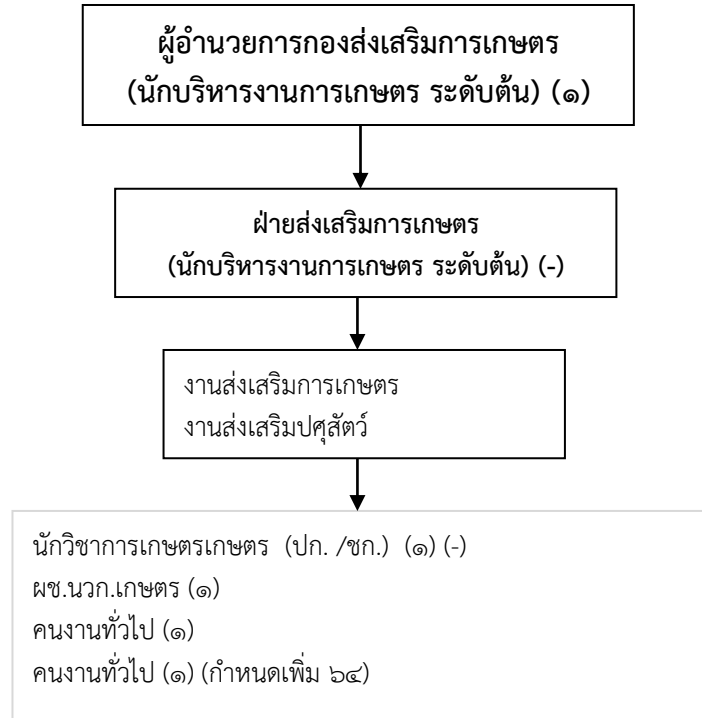 ผู้อำนวยการกองส่งเสริมการเกษตร
(นักบริหารงานการเกษตร ระดับต้น) (๑)
ฝ่ายส่งเสริมการเกษตร
(นักบริหารงานการเกษตร ระดับต้น) (-)
งานส่งเสริมการเกษตร
งานส่งเสริมปศุสัตว์
นักวิชาการเกษตรเกษตร (ปก. /ชก.) (๑) (-)
ผช.นวก.เกษตร (๑)
คนงานทั่วไป (๑)
คนงานทั่วไป (๑) (กำหนดเพิ่ม ๖๔)